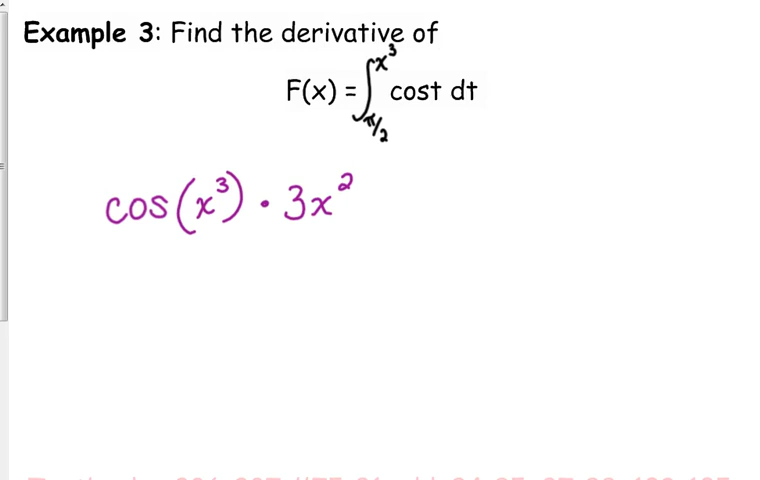 Example 3: Find the derivative of
F(x) = ∫_{π/2}^{x³} cost dt
cos(x³) · 3x²